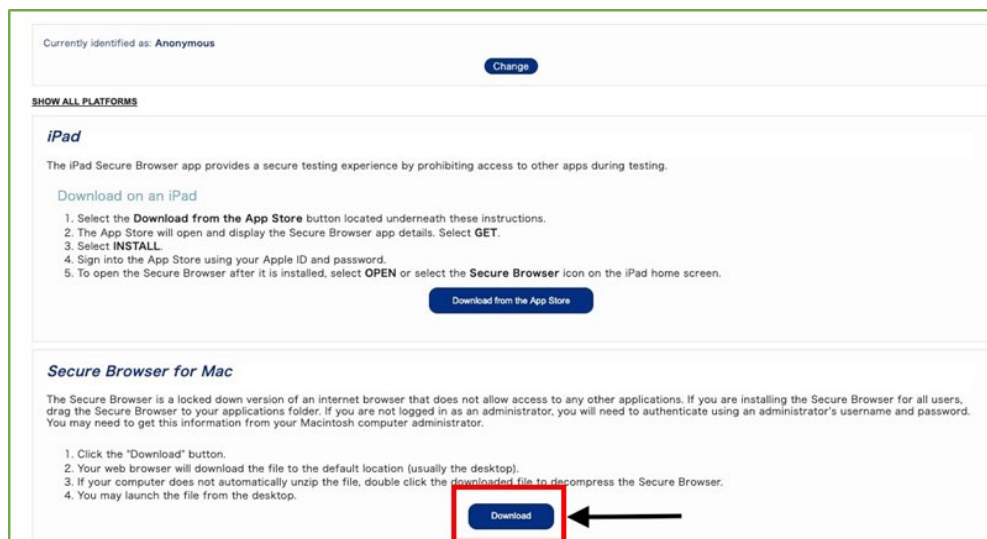 Currently identified as: Anonymous
Change
SHOW ALL PLATFORMS
iPad
The iPad Secure Browser app provides a secure testing experience by prohibiting access to other apps during testing.
Download on an iPad
1. Select the Download from the App Store button located underneath these instructions.
2. The App Store will open and display the Secure Browser app details. Select GET.
3. Select INSTALL.
4. Sign into the App Store using your Apple ID and password.
5. To open the Secure Browser after it is installed, select OPEN or select the Secure Browser icon on the iPad home screen.
Download from the App Store
Secure Browser for Mac
The Secure Browser is a locked down version of an internet browser that does not allow access to any other applications. If you are installing the Secure Browser for all users,
drag the Secure Browser to your applications folder. If you are not logged in as an administrator, you will need to authenticate using an administrator's username and password.
You may need to get this information from your Macintosh computer administrator.
1. Click the "Download" button.
2. Your web browser will download the file to the default location (usually the desktop).
3. If your computer does not automatically unzip the file, double click the downloaded file to decompress the Secure Browser.
4. You may launch the file from the desktop.
Download